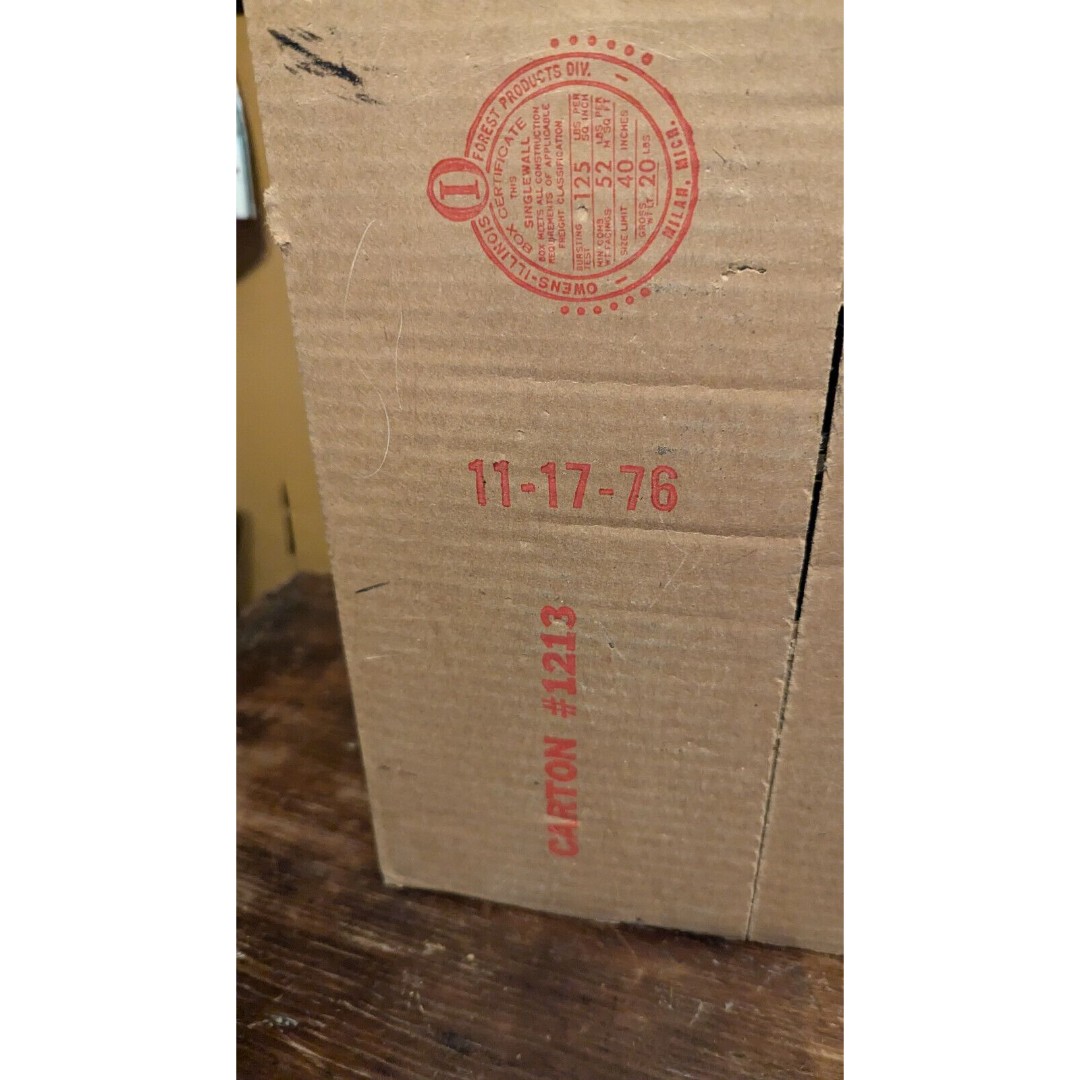 OWENS-ILLINOIS FOREST PRODUCTS DIV. — MILAN, MICH. —
I
BOX CERTIFICATE
THIS
SINGLEWALL
BOX MEETS ALL CONSTRUCTION
REQUIREMENTS OF APPLICABLE
FREIGHT CLASSIFICATION
BURSTING TEST 125 LBS PER SQ INCH
MIN COMB WT FACINGS 52 LBS PER M SQ FT
SIZE LIMIT 40 INCHES
GROSS WT LT 20 LBS.
11-17-76
CARTON #1213